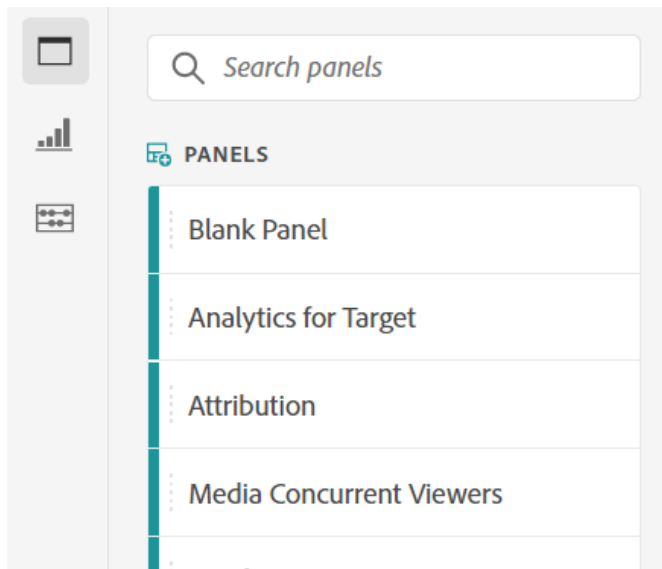 Search panels
PANELS
Blank Panel
Analytics for Target
Attribution
Media Concurrent Viewers